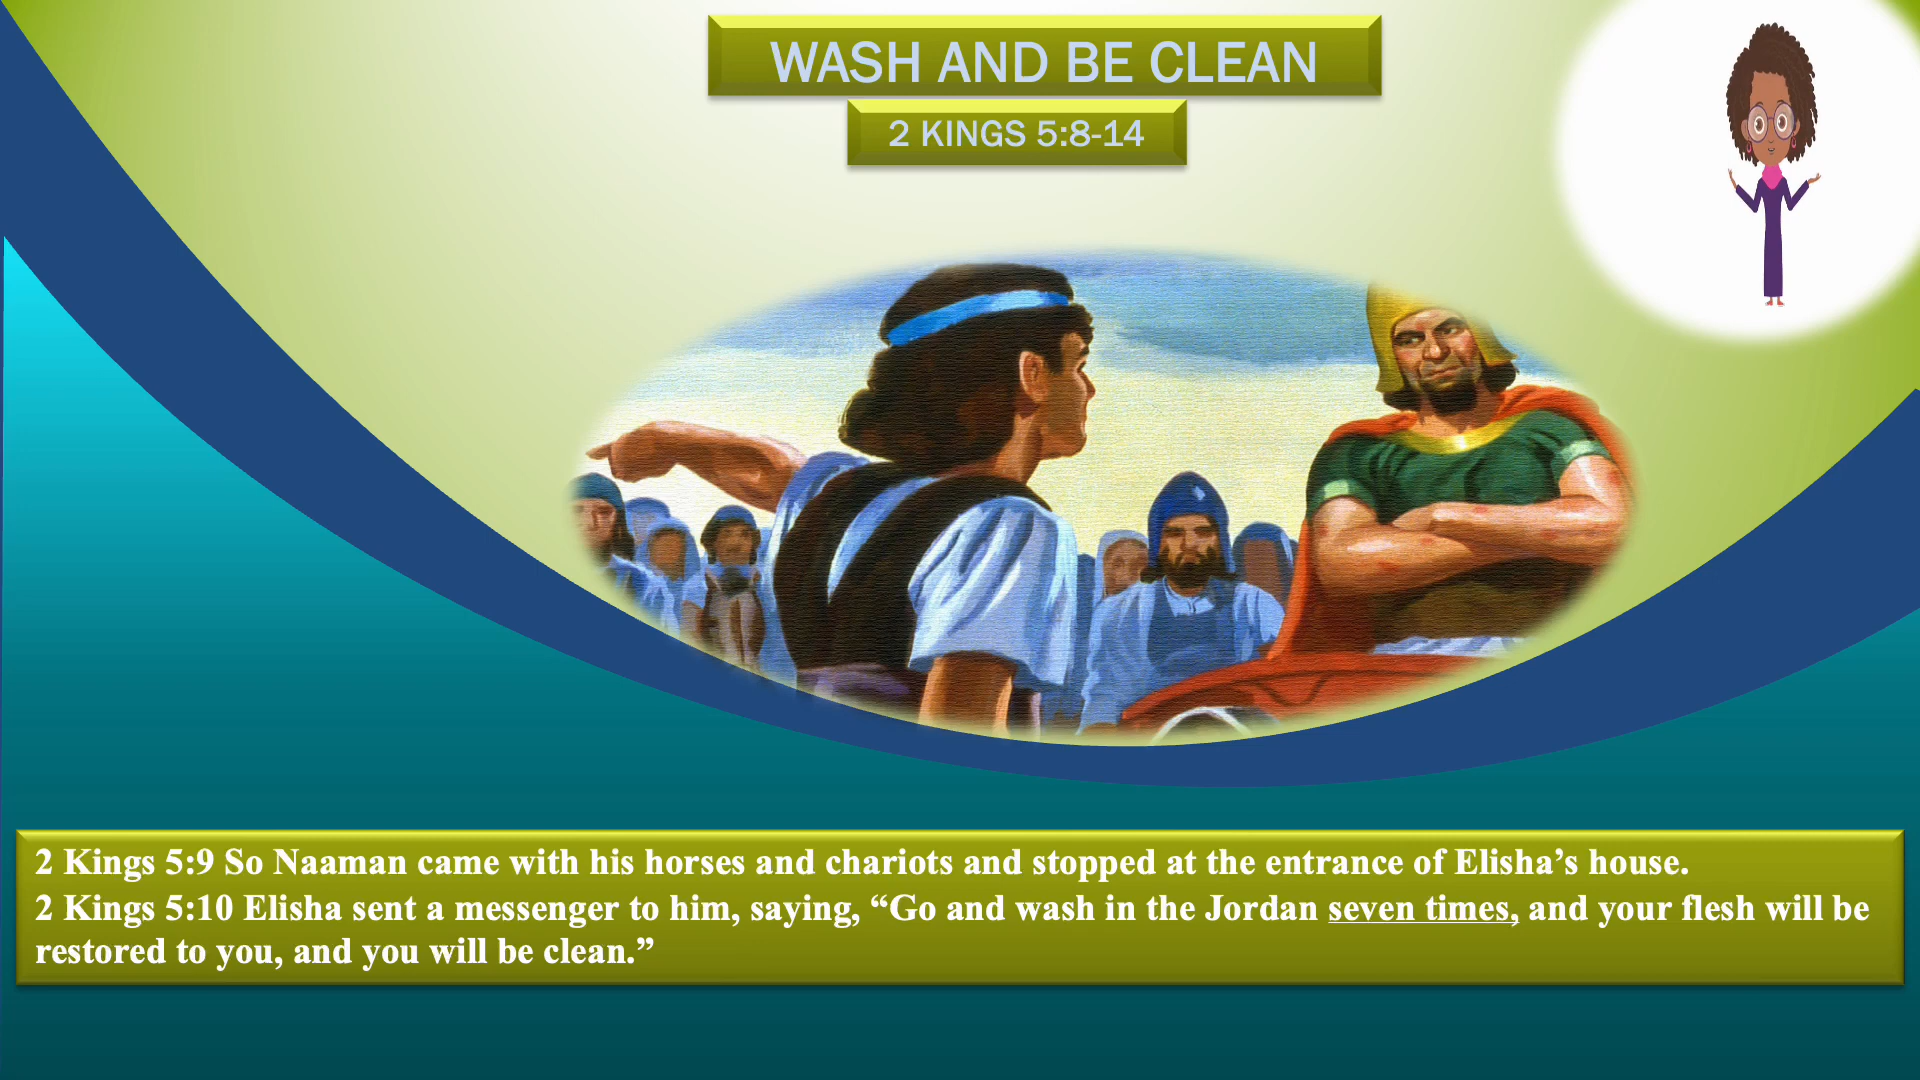 WASH AND BE CLEAN
2 KINGS 5:8-14
2 Kings 5:9 So Naaman came with his horses and chariots and stopped at the entrance of Elisha’s house.
2 Kings 5:10 Elisha sent a messenger to him, saying, “Go and wash in the Jordan seven times, and your flesh will be
restored to you, and you will be clean.”